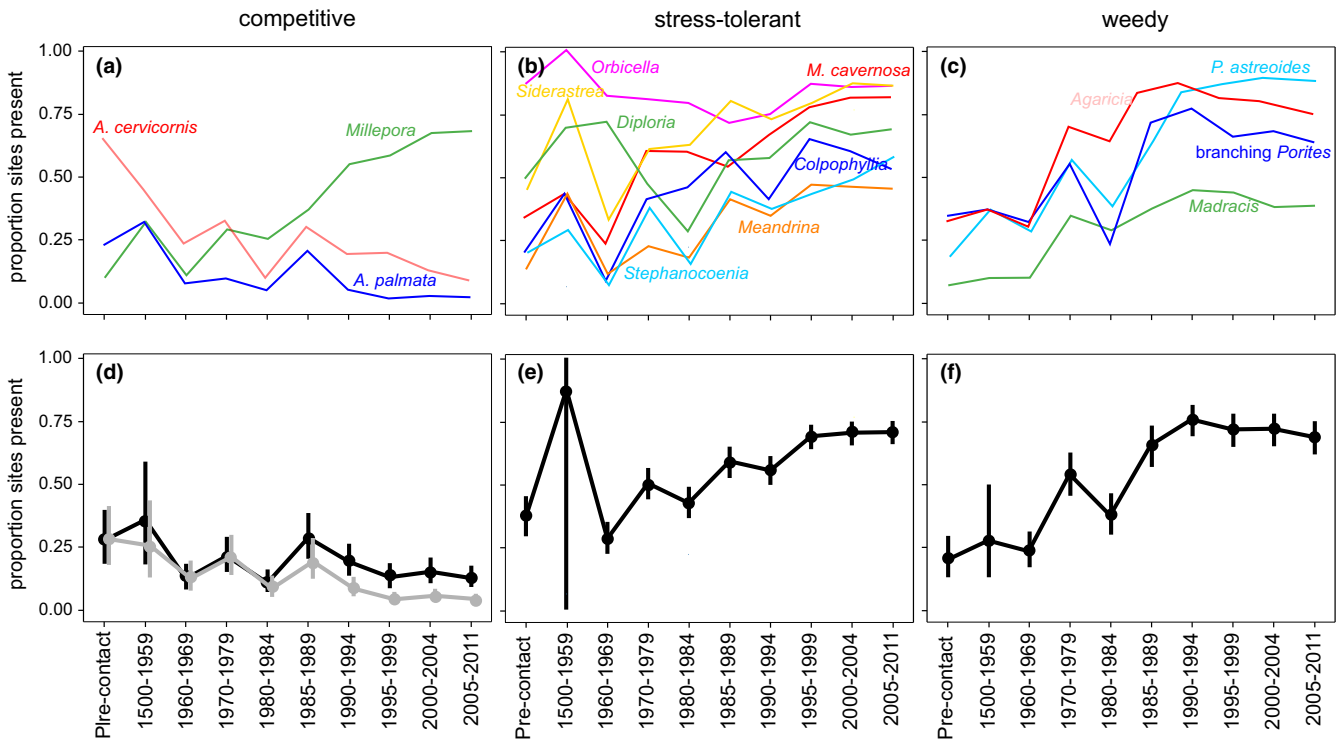 competitive
stress-tolerant
weedy
proportion sites present
1.00
0.75
0.50
0.25
0.00
(a)
A. cervicornis
Millepora
A. palmata
(b)
Orbicella
Siderastrea
Diploria
M. cavernosa
Colpophyllia
Meandrina
Stephanocoenia
(c)
P. astreoides
Agaricia
branching Porites
Madracis
proportion sites present
1.00
0.75
0.50
0.25
0.00
(d)
(e)
(f)
Plre-contact
1500-1959
1960-1969
1970-1979
1980-1984
1985-1989
1990-1994
1995-1999
2000-2004
2005-2011
Pre-contact
1500-1959
1960-1969
1970-1979
1980-1984
1985-1989
1990-1994
1995-1999
2000-2004
2005-2011
Pre-contact
1500-1959
1960-1969
1970-1979
1980-1984
1985-1989
1990-1994
1995-1999
2000-2004
2005-2011